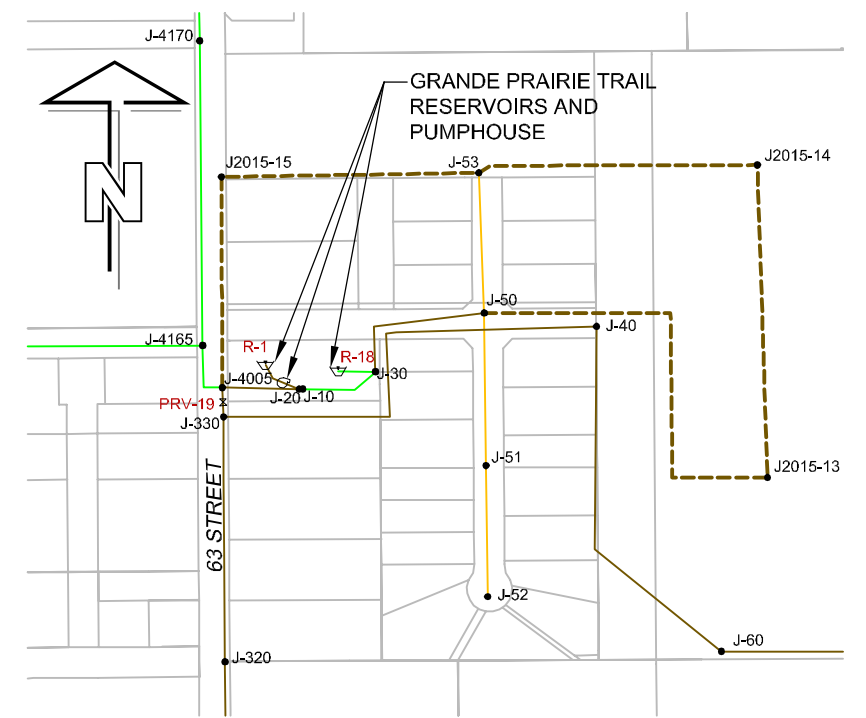 J-4170
GRANDE PRAIRIE TRAIL
RESERVOIRS AND
PUMPHOUSE
N
J2015-15
J-53
J2015-14
J-50
J-40
J-4165
R-1
R-18
J-30
J-4005
J-20
J-10
PRV-19
J-330
J-51
J2015-13
63 STREET
J-52
J-60
J-320